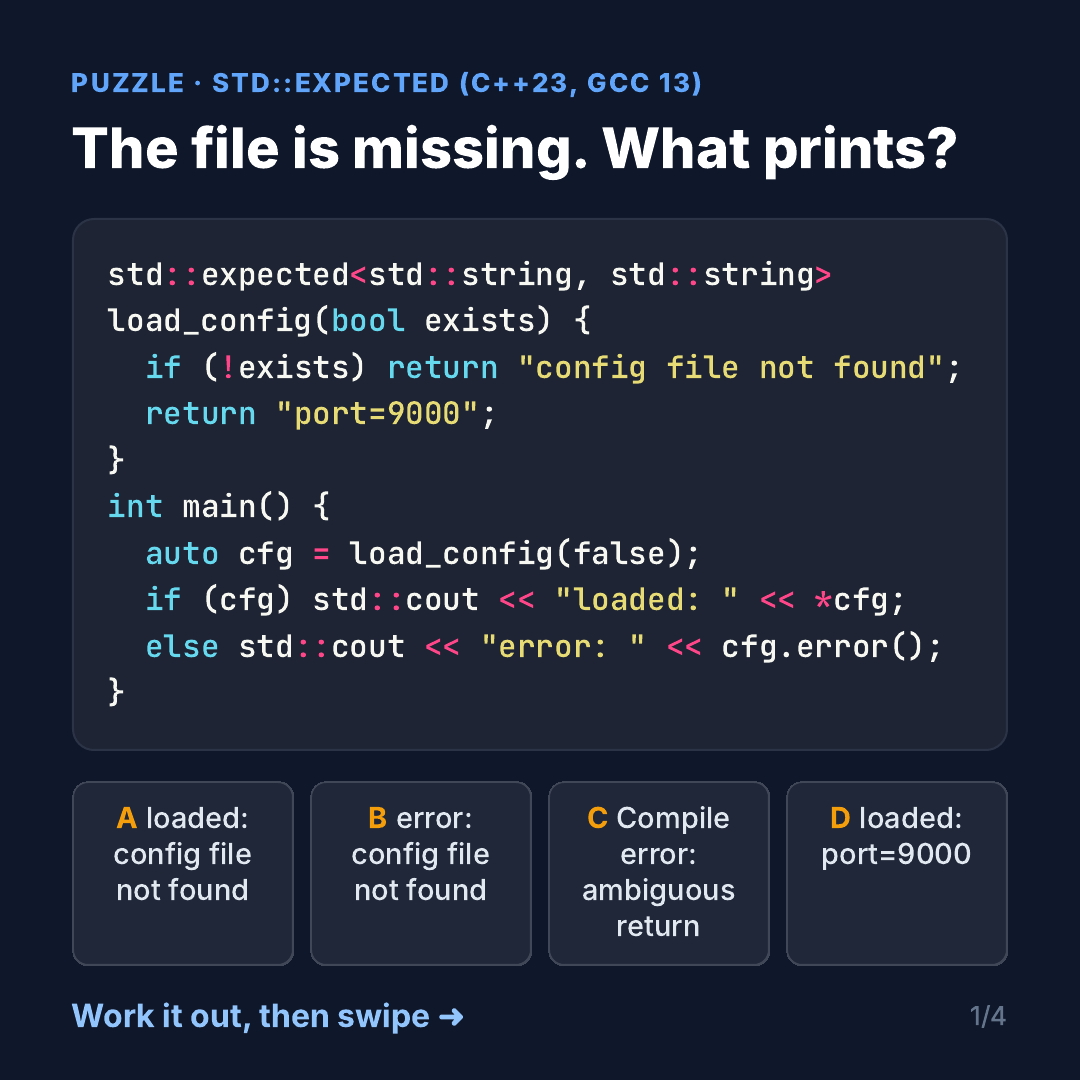 PUZZLE · STD::EXPECTED (C++23, GCC 13)
The file is missing. What prints?
std::expected<std::string, std::string>
load_config(bool exists) {
  if (!exists) return "config file not found";
  return "port=9000";
}
int main() {
  auto cfg = load_config(false);
  if (cfg) std::cout << "loaded: " << *cfg;
  else std::cout << "error: " << cfg.error();
}
A loaded:
config file
not found
B error:
config file
not found
C Compile
error:
ambiguous
return
D loaded:
port=9000
Work it out, then swipe ➜
1/4